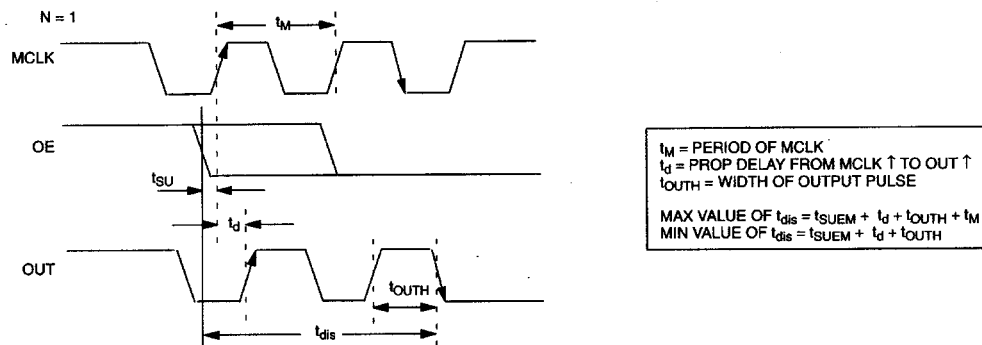 N = 1
t_M
MCLK
OE
t_SU
t_d
OUT
t_OUTH
t_dis
t_M = PERIOD OF MCLK
t_d = PROP DELAY FROM MCLK ↑ TO OUT ↑
t_OUTH = WIDTH OF OUTPUT PULSE
MAX VALUE OF t_dis = t_SUEM + t_d + t_OUTH + t_M
MIN VALUE OF t_dis = t_SUEM + t_d + t_OUTH